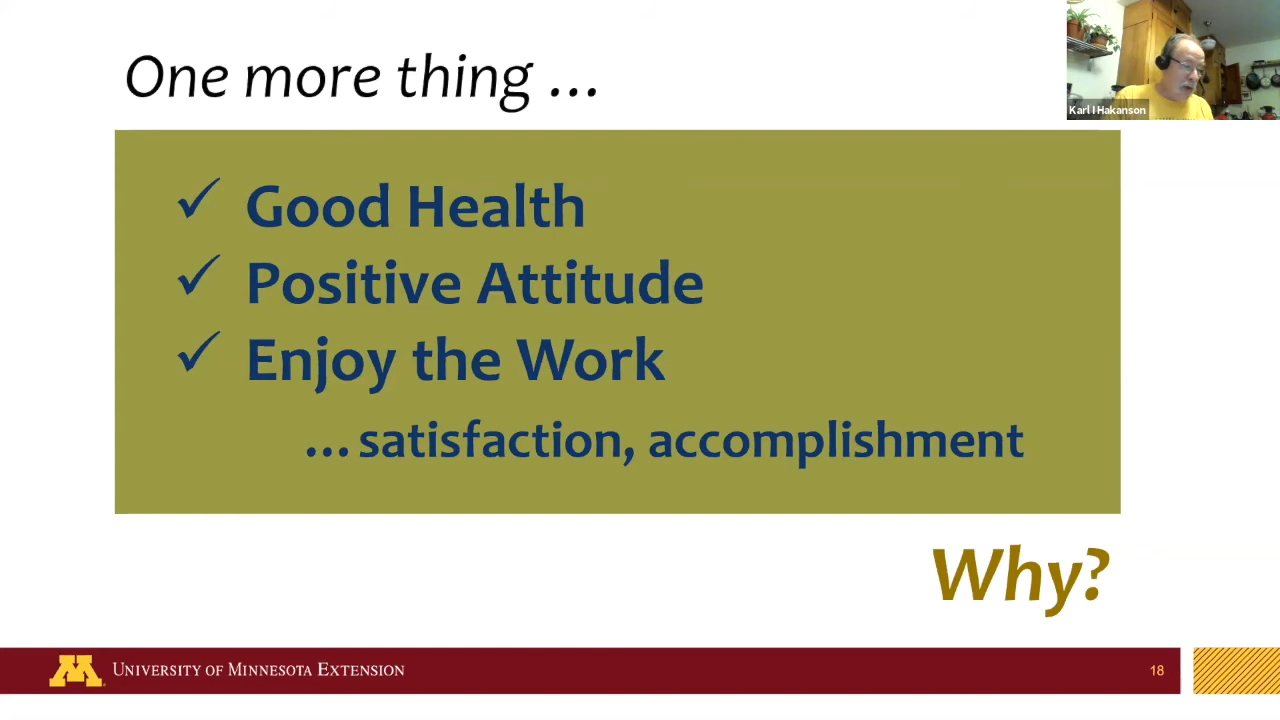 One more thing ...
Karl I Hakanson
✓ Good Health
✓ Positive Attitude
✓ Enjoy the Work
...satisfaction, accomplishment
Why?
M
UNIVERSITY OF MINNESOTA EXTENSION
18